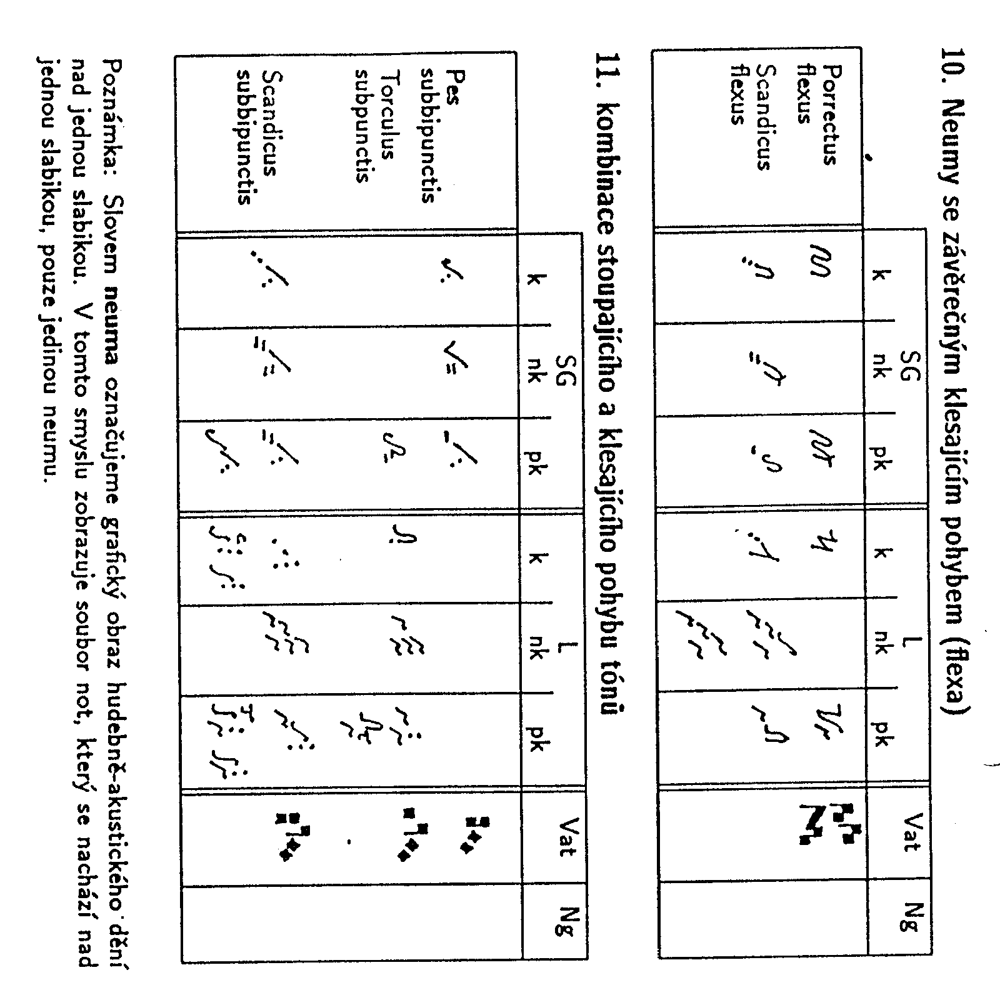 10. Neumy se závěrečným klesajícím pohybem (flexa)
SG L Vat Ng
k nk pk k nk pk
Porrectus
flexus
Scandicus
flexus
11. kombinace stoupajícího a klesajícího pohybu tónů
SG L Vat Ng
k nk pk k nk pk
Pes
subbipunctis
Torculus
subpunctis
Scandicus
subbipunctis
Poznámka: Slovem neuma označujeme grafický obraz hudebně-akustického dění
nad jednou slabikou. V tomto smyslu zobrazuje soubor not, který se nachází nad
jednou slabikou, pouze jedinou neumu.